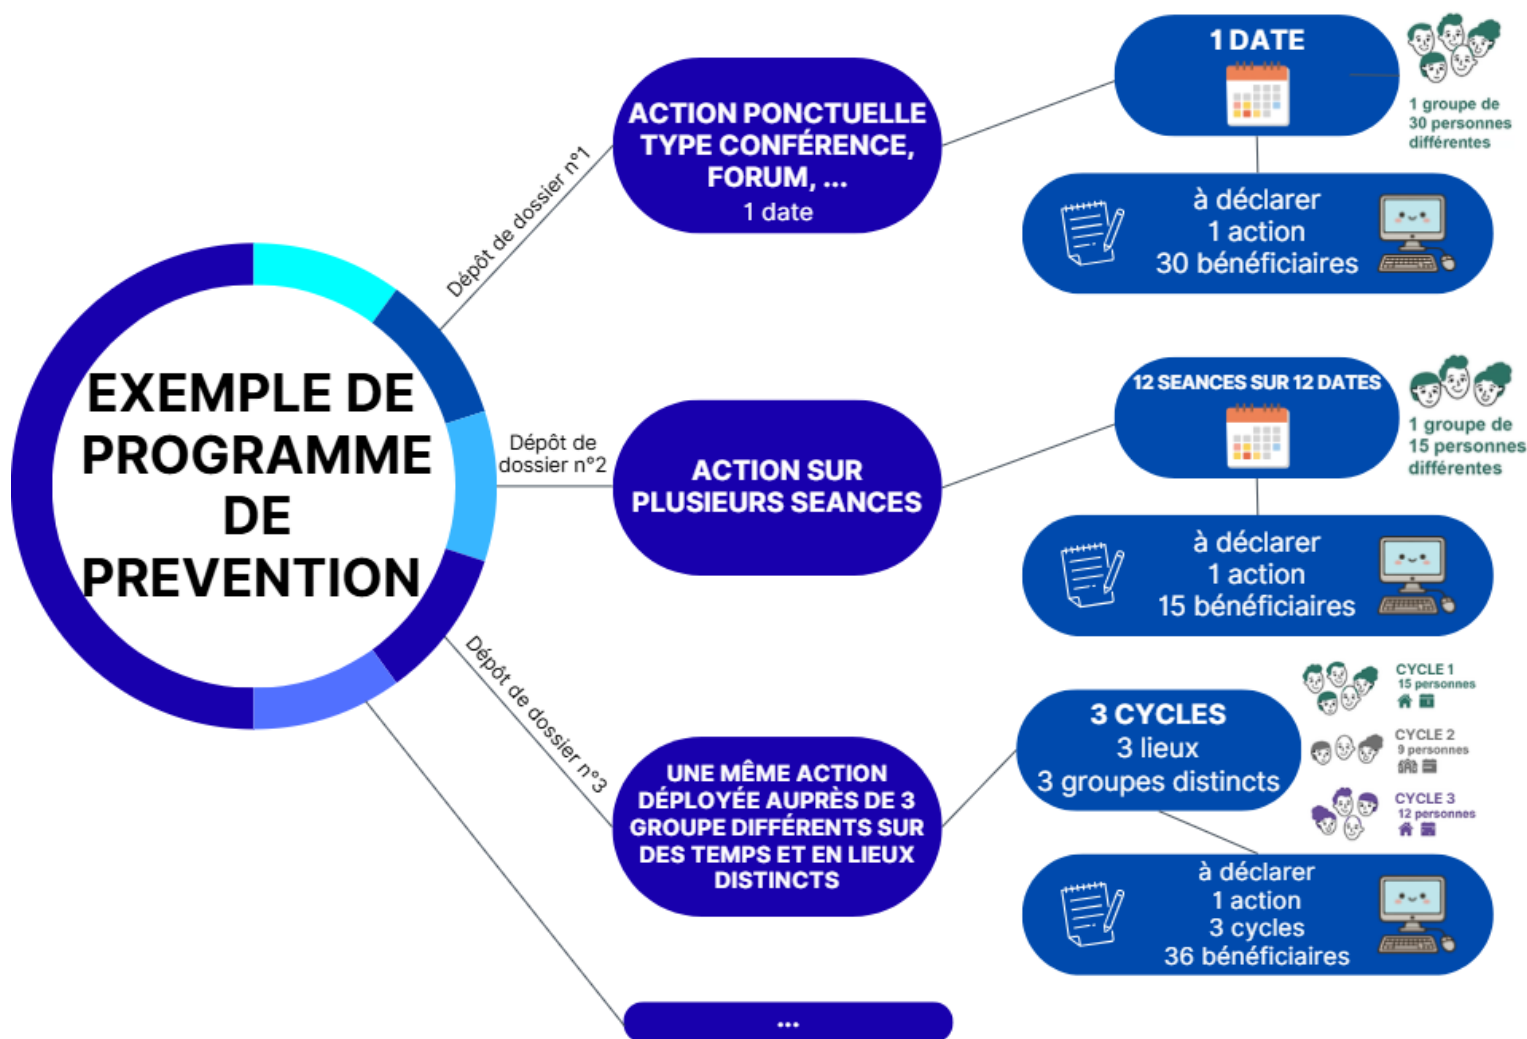 EXEMPLE DE
PROGRAMME
DE
PREVENTION
Dépôt de dossier n°1
ACTION PONCTUELLE
TYPE CONFÉRENCE,
FORUM, ...
1 date
1 DATE
1 groupe de
30 personnes
différentes
à déclarer
1 action
30 bénéficiaires
Dépôt de
dossier n°2
ACTION SUR
PLUSIEURS SEANCES
12 SEANCES SUR 12 DATES
1 groupe de
15 personnes
différentes
à déclarer
1 action
15 bénéficiaires
Dépôt de dossier n°3
UNE MÊME ACTION
DÉPLOYÉE AUPRÈS DE 3
GROUPE DIFFÉRENTS SUR
DES TEMPS ET EN LIEUX
DISTINCTS
3 CYCLES
3 lieux
3 groupes distincts
CYCLE 1
15 personnes
CYCLE 2
9 personnes
CYCLE 3
12 personnes
à déclarer
1 action
3 cycles
36 bénéficiaires
...